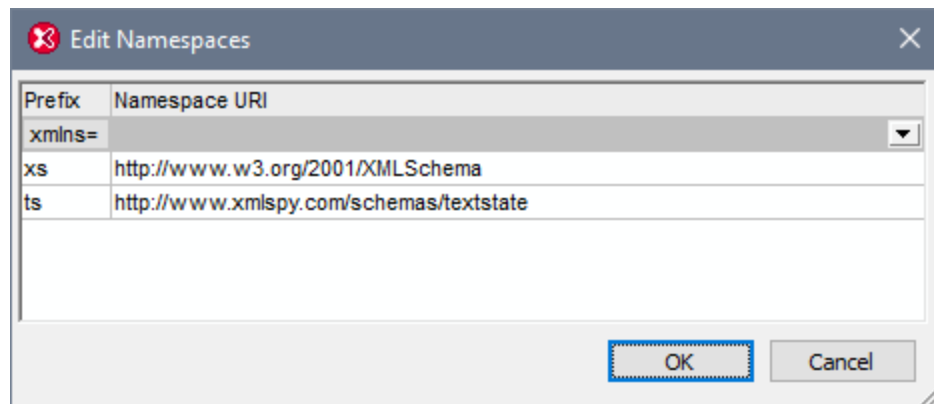 Edit Namespaces
Prefix Namespace URI
xmlns=
xs http://www.w3.org/2001/XMLSchema
ts http://www.xmlspy.com/schemas/textstate
OK Cancel